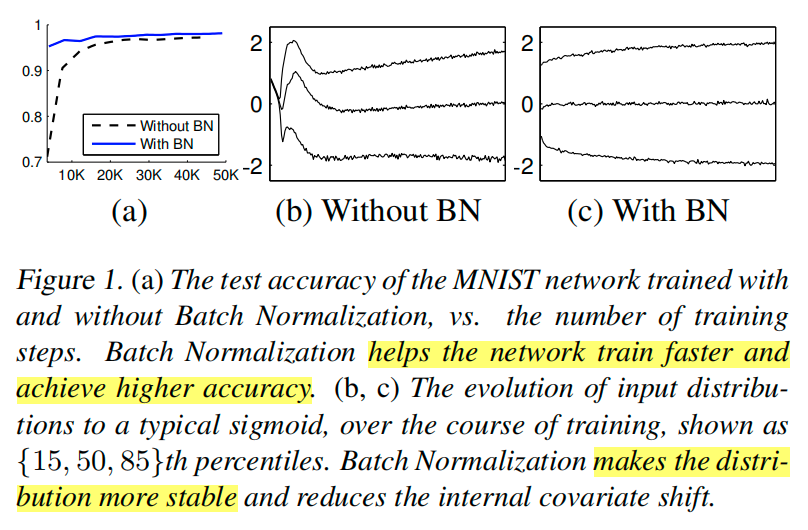 1
0.9
0.8
0.7
Without BN
With BN
10K 20K 30K 40K 50K
2
0
-2
2
0
-2
(a) (b) Without BN (c) With BN
Figure 1. (a) The test accuracy of the MNIST network trained with
and without Batch Normalization, vs. the number of training
steps. Batch Normalization helps the network train faster and
achieve higher accuracy. (b, c) The evolution of input distribu-
tions to a typical sigmoid, over the course of training, shown as
{15, 50, 85}th percentiles. Batch Normalization makes the distri-
bution more stable and reduces the internal covariate shift.